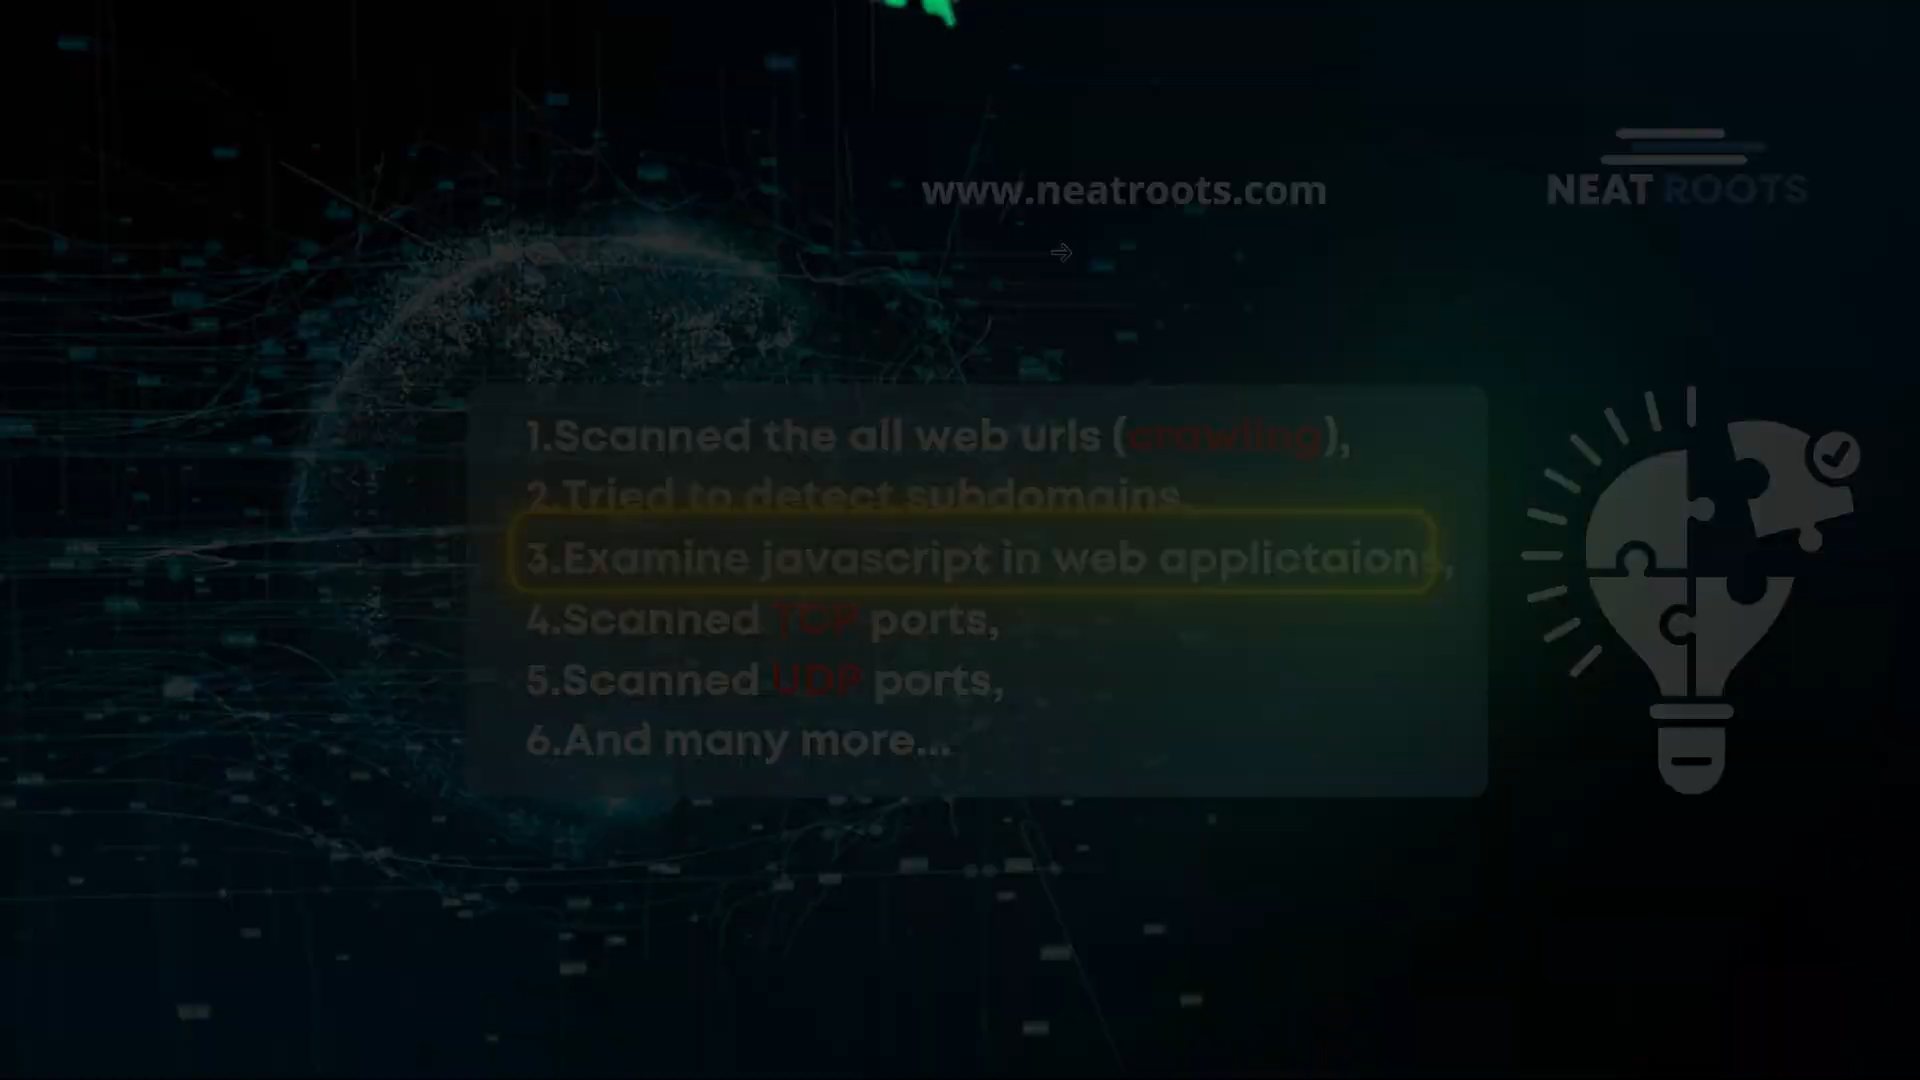 www.neatroots.com
NEAT ROOTS
1.Scanned the all web urls (crawling),
2.Tried to detect subdomains,
3.Examine javascript in web applictaions,
4.Scanned TCP ports,
5.Scanned UDP ports,
6.And many more...